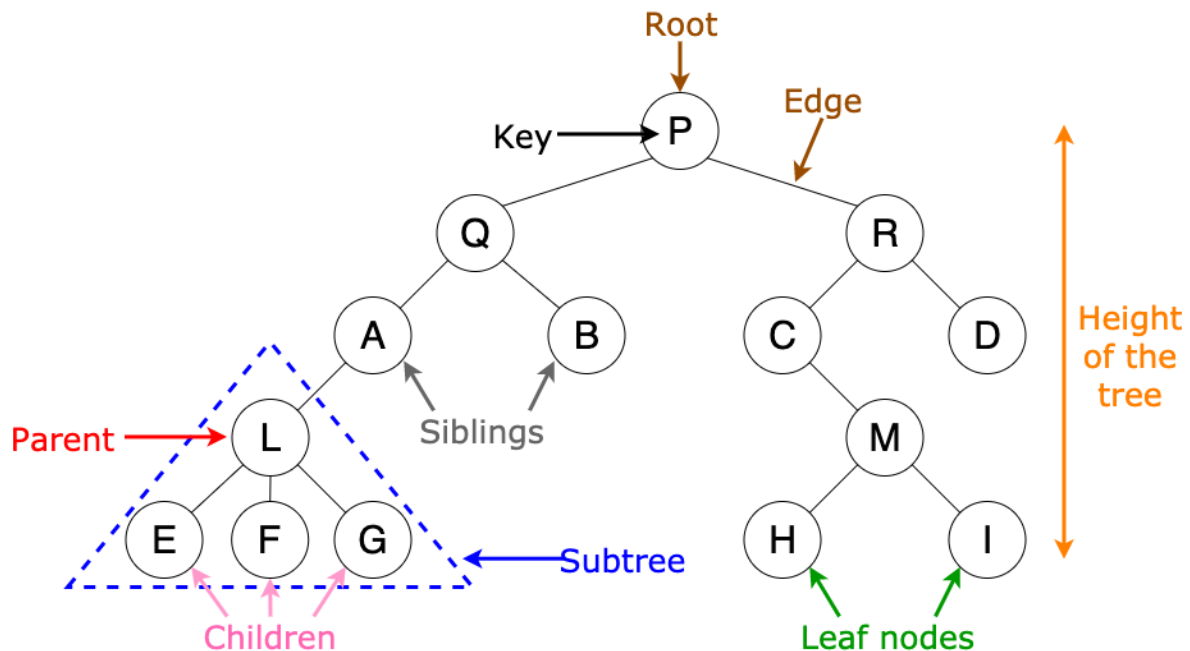 Root
Edge
Key
P
Q
R
A
B
C
D
Height
of the
tree
Siblings
Parent
L
M
E
F
G
H
I
Subtree
Children
Leaf nodes